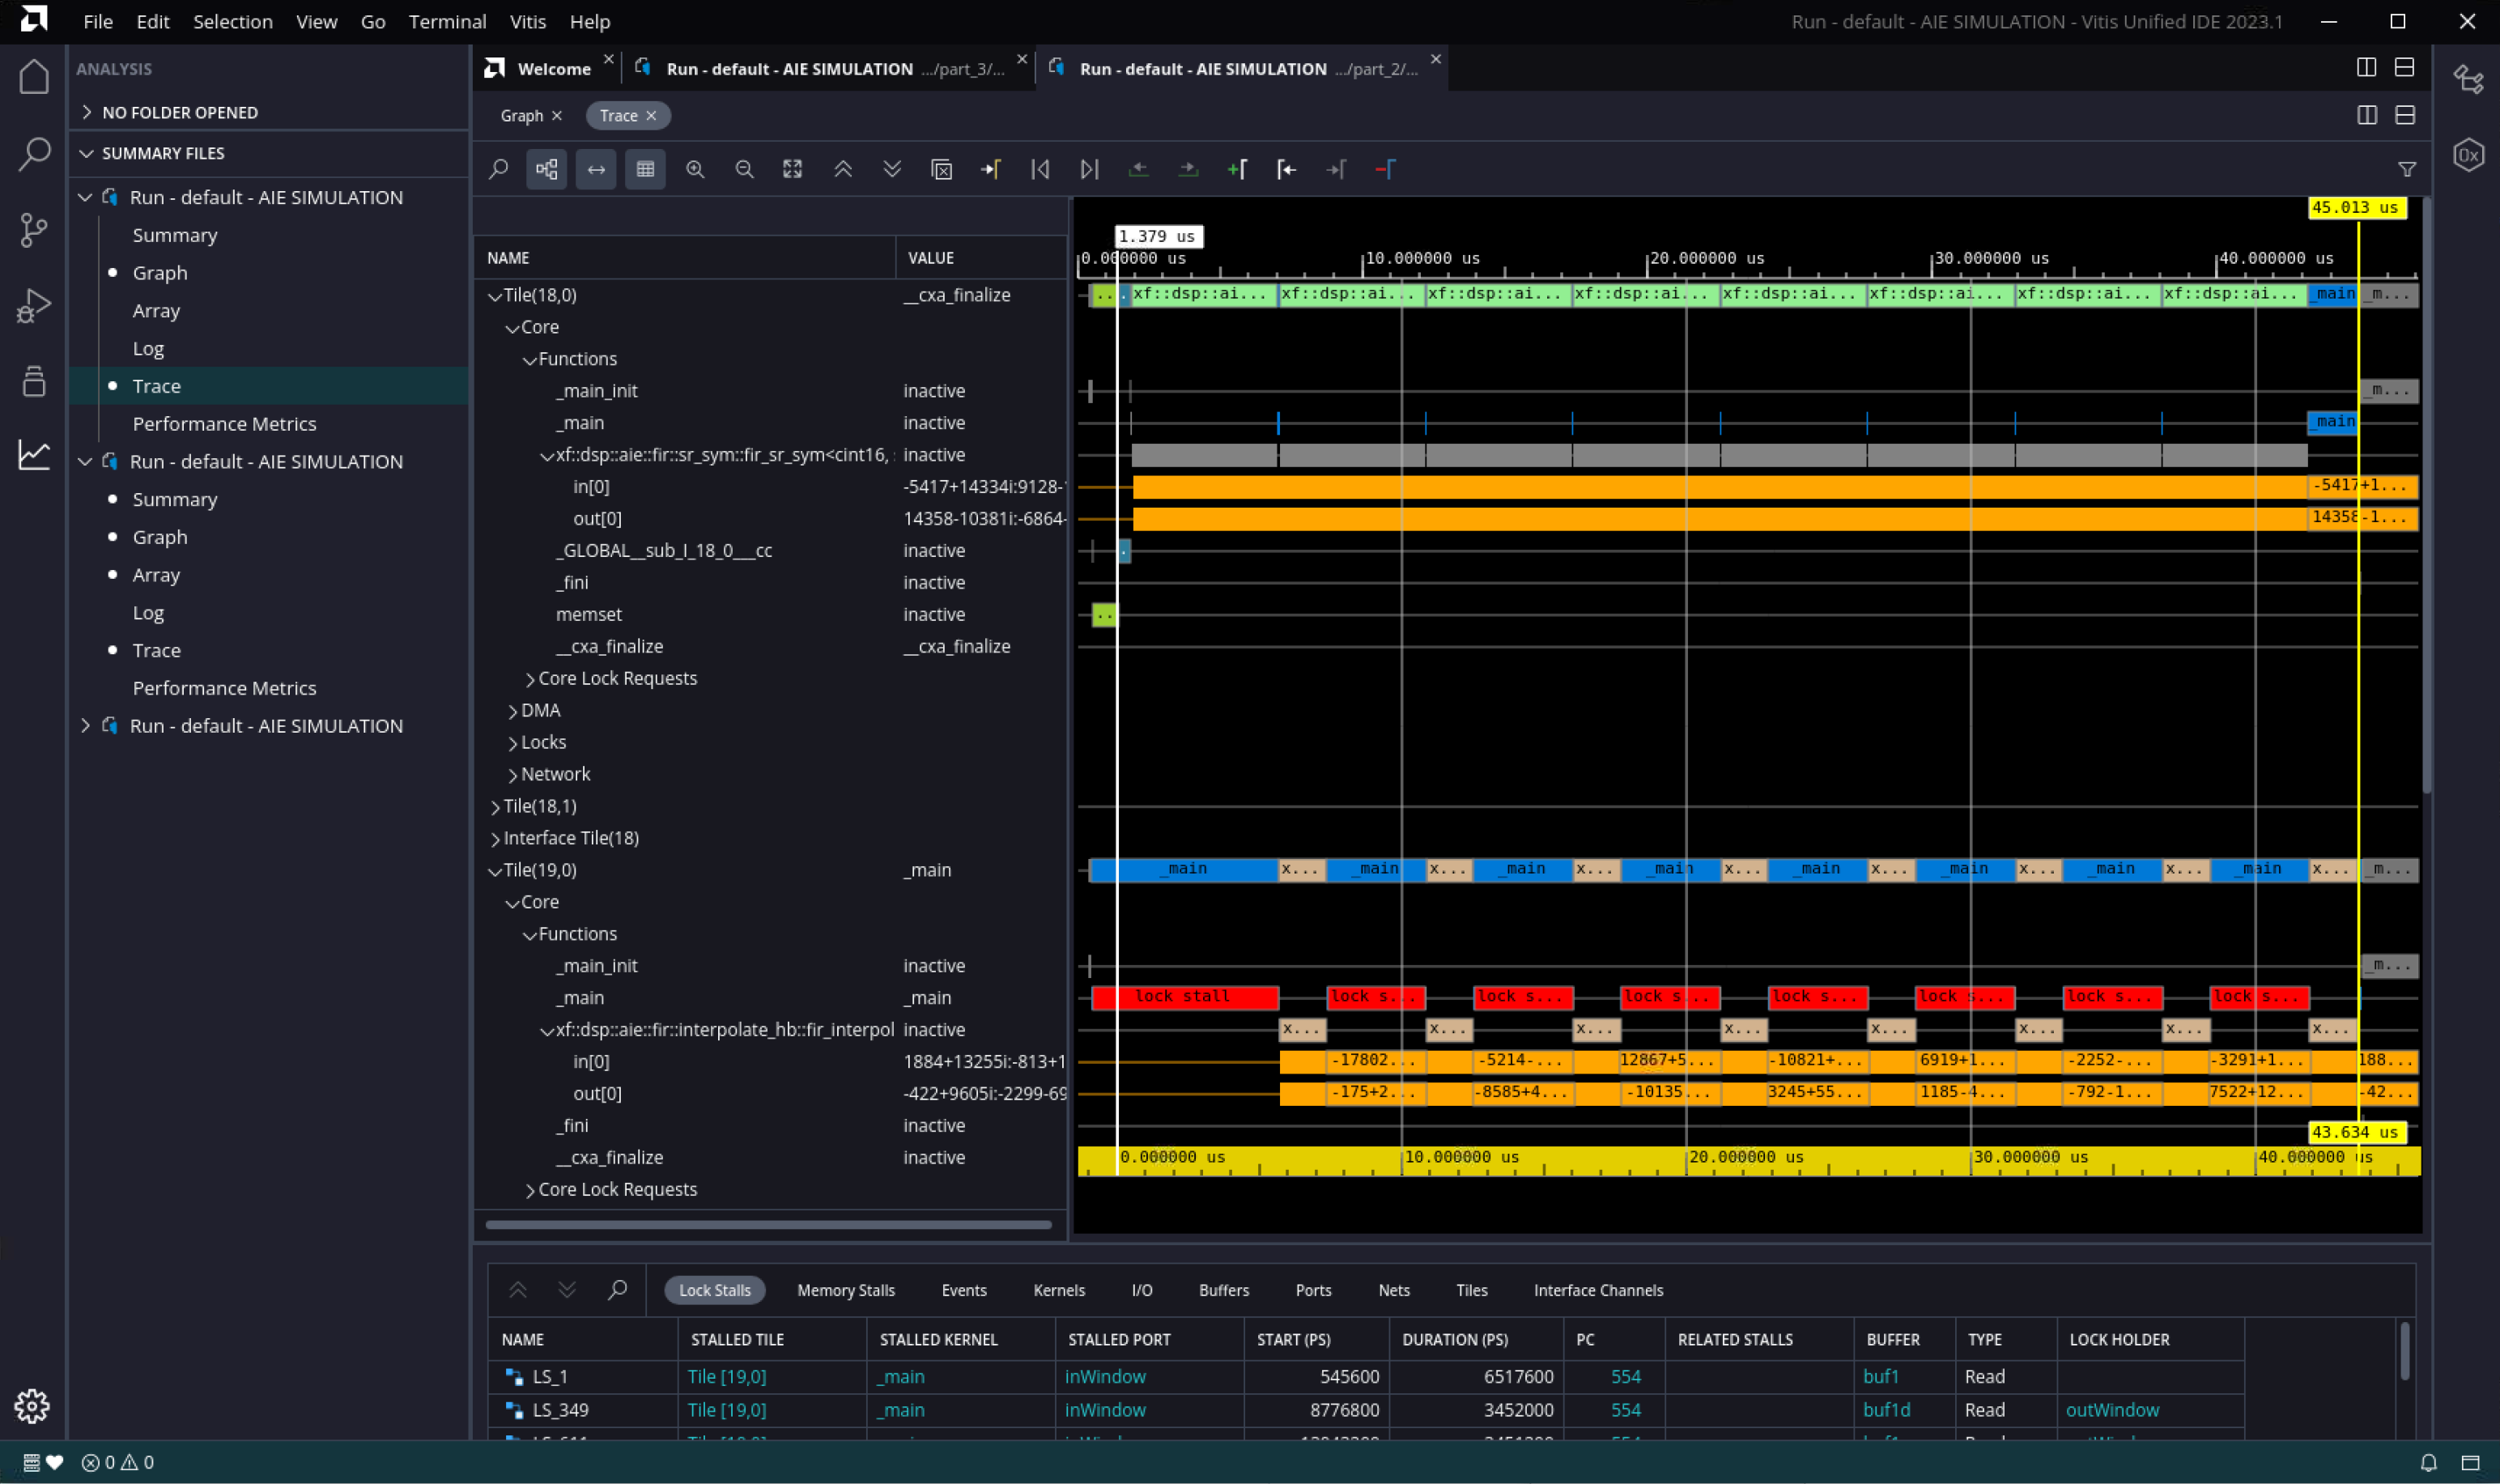 File Edit Selection View Go Terminal Vitis Help Run - default - AIE SIMULATION - Vitis Unified IDE 2023.1
ANALYSIS
NO FOLDER OPENED
SUMMARY FILES
Run - default - AIE SIMULATION
Summary
Graph
Array
Log
Trace
Performance Metrics
Run - default - AIE SIMULATION
Summary
Graph
Array
Log
Trace
Performance Metrics
Run - default - AIE SIMULATION
Welcome Run - default - AIE SIMULATION .../part_3/... Run - default - AIE SIMULATION .../part_2/...
Graph Trace
0x
45.013 us
1.379 us
NAME VALUE 0.000000 us 10.000000 us 20.000000 us 30.000000 us 40.000000 us
Tile(18,0) __cxa_finalize .. . xf::dsp::ai... xf::dsp::ai... xf::dsp::ai... xf::dsp::ai... xf::dsp::ai... xf::dsp::ai... xf::dsp::ai... xf::dsp::ai... _main _m...
Core
Functions
_main_init inactive _m...
_main inactive _main
xf::dsp::aie::fir::sr_sym::fir_sr_sym<cint16, inactive
in[0] -5417+14334i:9128- -5417+1...
out[0] 14358-10381i:-6864- 14358-1...
_GLOBAL__sub_I_18_0___cc inactive .
_fini inactive
memset inactive ..
__cxa_finalize __cxa_finalize
Core Lock Requests
DMA
Locks
Network
Tile(18,1)
Interface Tile(18)
Tile(19,0) _main _main x... _main x... _main x... _main x... _main x... _main x... _main x... _main x... _m...
Core
Functions
_main_init inactive _m...
_main _main lock stall lock s... lock s... lock s... lock s... lock s... lock s... lock s...
xf::dsp::aie::fir::interpolate_hb::fir_interpol inactive x... x... x... x... x... x... x... x...
in[0] 1884+13255i:-813+1 -17802... -5214-... 12867+5... -10821+... 6919+1... -2252-... -3291+1... 188...
out[0] -422+9605i:-2299-69 -175+2... -8585+4... -10135... 3245+55... 1185-4... -792-1... 7522+12... -42...
_fini inactive 43.634 us
__cxa_finalize inactive 0.000000 us 10.000000 us 20.000000 us 30.000000 us 40.000000 us
Core Lock Requests
Lock Stalls Memory Stalls Events Kernels I/O Buffers Ports Nets Tiles Interface Channels
NAME STALLED TILE STALLED KERNEL STALLED PORT START (PS) DURATION (PS) PC RELATED STALLS BUFFER TYPE LOCK HOLDER
LS_1 Tile [19,0] _main inWindow 545600 6517600 554 buf1 Read
LS_349 Tile [19,0] _main inWindow 8776800 3452000 554 buf1d Read outWindow
0 0